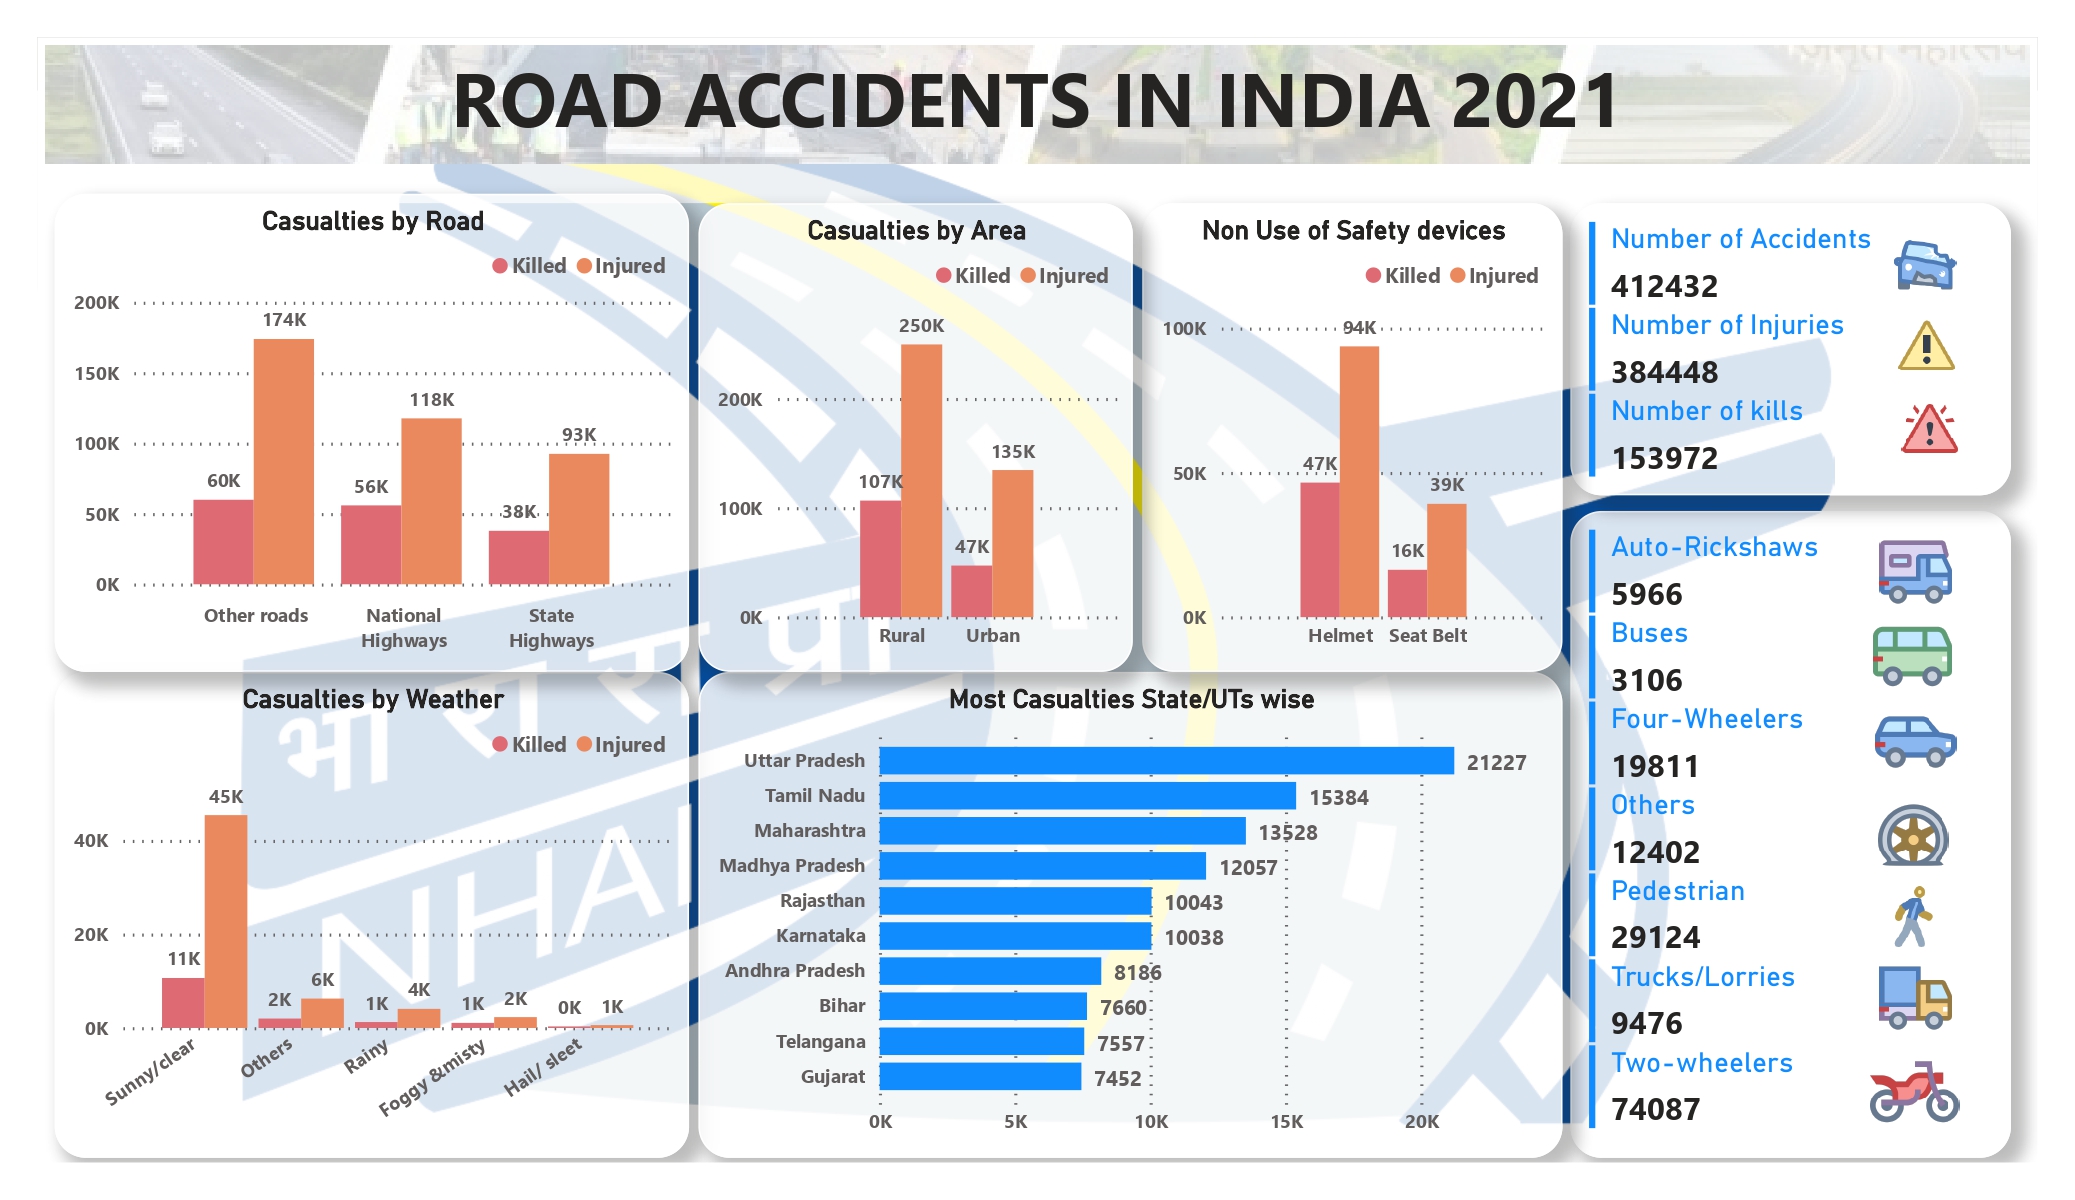 ROAD ACCIDENTS IN INDIA 2021
Casualties by Road
Killed Injured
200K
150K
100K
50K
0K
174K
118K
93K
60K
56K
38K
Other roads
National
Highways
State
Highways
Casualties by Area
Killed Injured
200K
100K
0K
250K
135K
107K
47K
Rural Urban
Non Use of Safety devices
Killed Injured
100K
50K
0K
94K
47K
39K
16K
Helmet Seat Belt
Number of Accidents
412432
Number of Injuries
384448
Number of kills
153972
Casualties by Weather
Killed Injured
40K
20K
0K
45K
11K
2K
6K
1K
4K
1K
2K
0K
1K
Sunny/clear
Others
Rainy
Foggy &misty
Hail/ sleet
Most Casualties State/UTs wise
Uttar Pradesh 21227
Tamil Nadu 15384
Maharashtra 13528
Madhya Pradesh 12057
Rajasthan 10043
Karnataka 10038
Andhra Pradesh 8186
Bihar 7660
Telangana 7557
Gujarat 7452
0K 5K 10K 15K 20K
Auto-Rickshaws
5966
Buses
3106
Four-Wheelers
19811
Others
12402
Pedestrian
29124
Trucks/Lorries
9476
Two-wheelers
74087
भा रा रा प्रा
NHAI